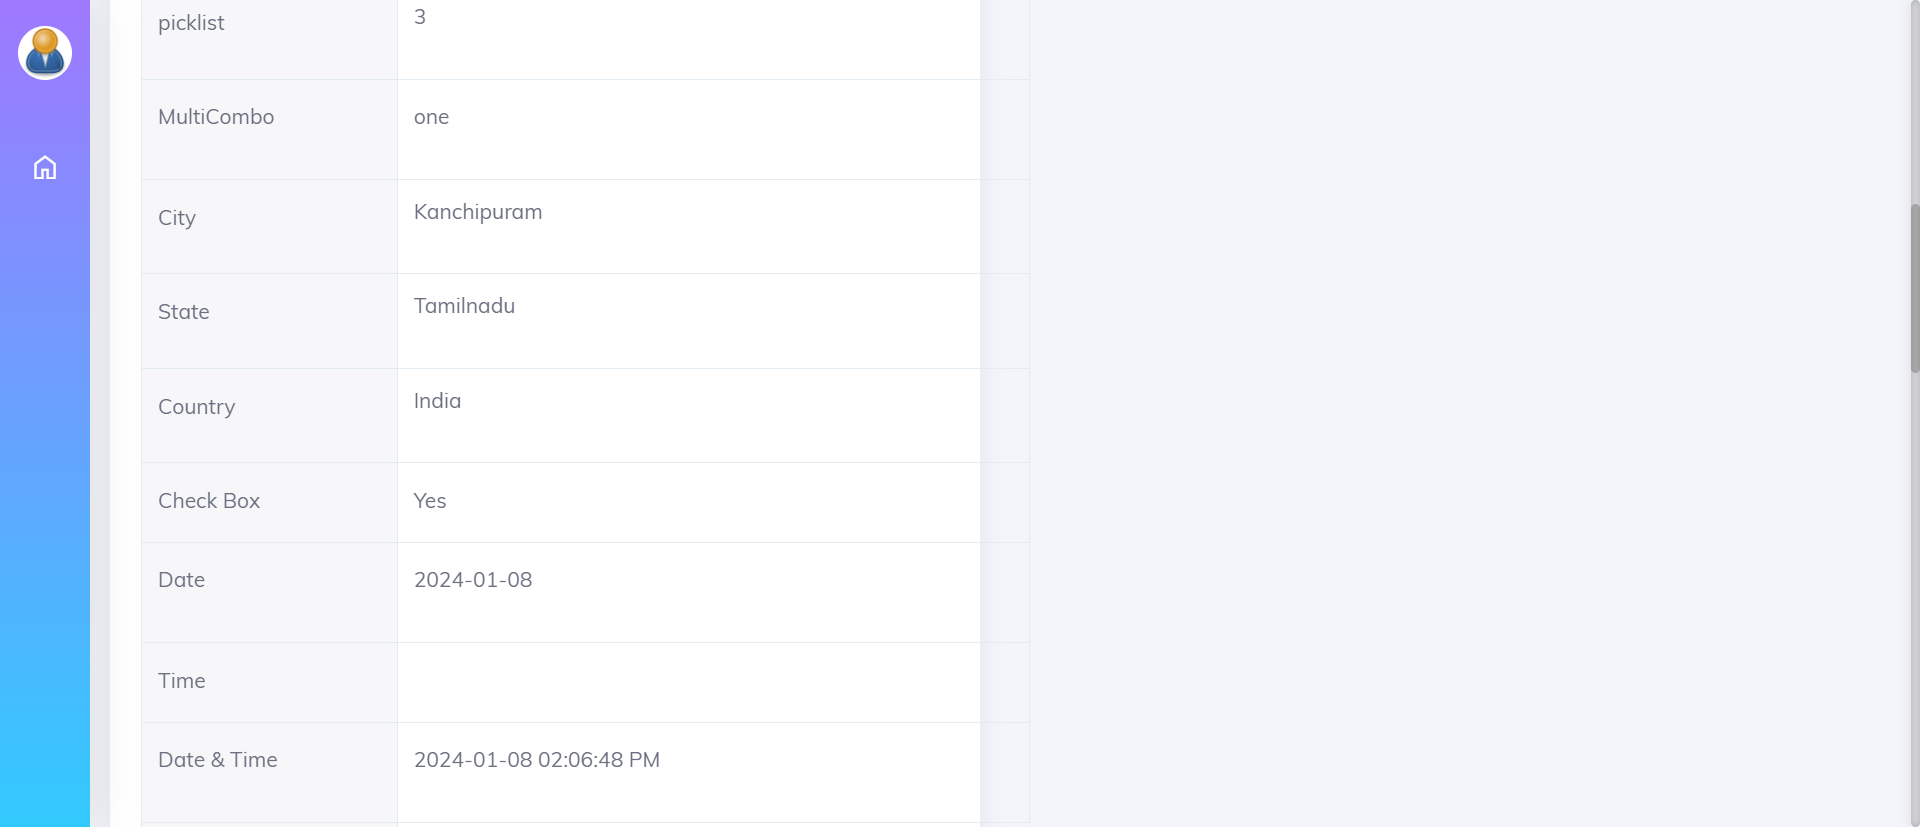 picklist 3
MultiCombo one
City Kanchipuram
State Tamilnadu
Country India
Check Box Yes
Date 2024-01-08
Time
Date & Time 2024-01-08 02:06:48 PM